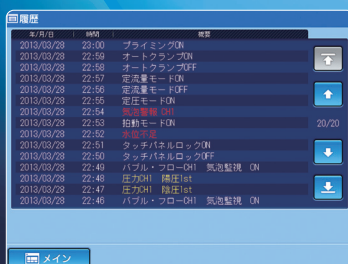 履歴
年/月/日 時間 概要
2013/03/28 23:00 プライミングON
2013/03/28 22:59 オートクランプON
2013/03/28 22:58 オートクランプOFF
2013/03/28 22:57 定流量モードON
2013/03/28 22:56 定流量モードOFF
2013/03/28 22:55 定圧モードON
2013/03/28 22:54 気泡警報 CH1
2013/03/28 22:53 拍動モードON
2013/03/28 22:52 水位不足
2013/03/28 22:51 タッチパネルロックON
2013/03/28 22:50 タッチパネルロックOFF
2013/03/28 22:49 バブル・フローCH1 気泡監視 ON
2013/03/28 22:48 圧力CH1 陽圧1st
2013/03/28 22:47 圧力CH1 陰圧1st
2013/03/28 22:46 バブル・フローCH1 気泡監視 ON
20/20
メイン